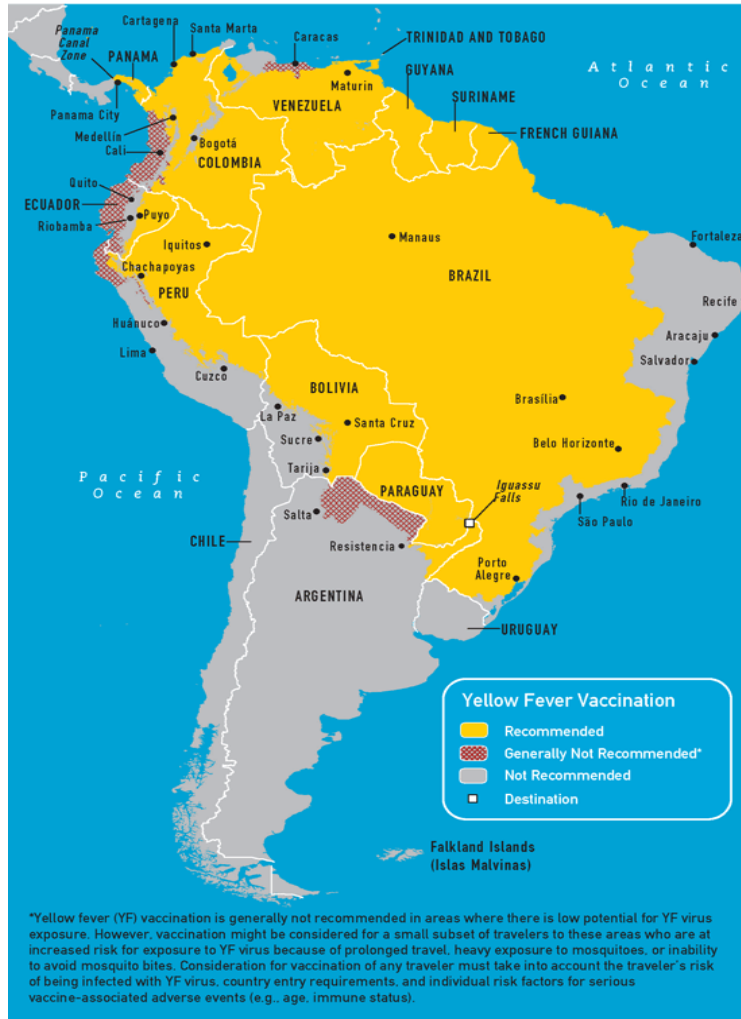 Panama
Canal
Zone
PANAMA
Cartagena
Santa Marta
Caracas
TRINIDAD AND TOBAGO
Atlantic
Ocean
GUYANA
SURINAME
FRENCH GUIANA
Maturin
VENEZUELA
Panama City
Medellín
Cali
Bogotá
COLOMBIA
Quito
ECUADOR
Riobamba
Puyo
Iquitos
Manaus
Fortaleza
Chachapoyas
PERU
BRAZIL
Recife
Huánuco
Aracaju
Lima
Salvador
Cuzco
BOLIVIA
Brasília
La Paz
Santa Cruz
Sucre
Belo Horizonte
Tarija
Pacific
Ocean
PARAGUAY
Iguassu
Falls
Rio de Janeiro
Salta
São Paulo
CHILE
Resistencia
Porto
Alegre
ARGENTINA
URUGUAY
Yellow Fever Vaccination
Recommended
Generally Not Recommended*
Not Recommended
Destination
Falkland Islands
(Islas Malvinas)
*Yellow fever (YF) vaccination is generally not recommended in areas where there is low potential for YF virus
exposure. However, vaccination might be considered for a small subset of travelers to these areas who are at
increased risk for exposure to YF virus because of prolonged travel, heavy exposure to mosquitoes, or inability
to avoid mosquito bites. Consideration for vaccination of any traveler must take into account the traveler's risk
of being infected with YF virus, country entry requirements, and individual risk factors for serious
vaccine-associated adverse events (e.g., age, immune status).